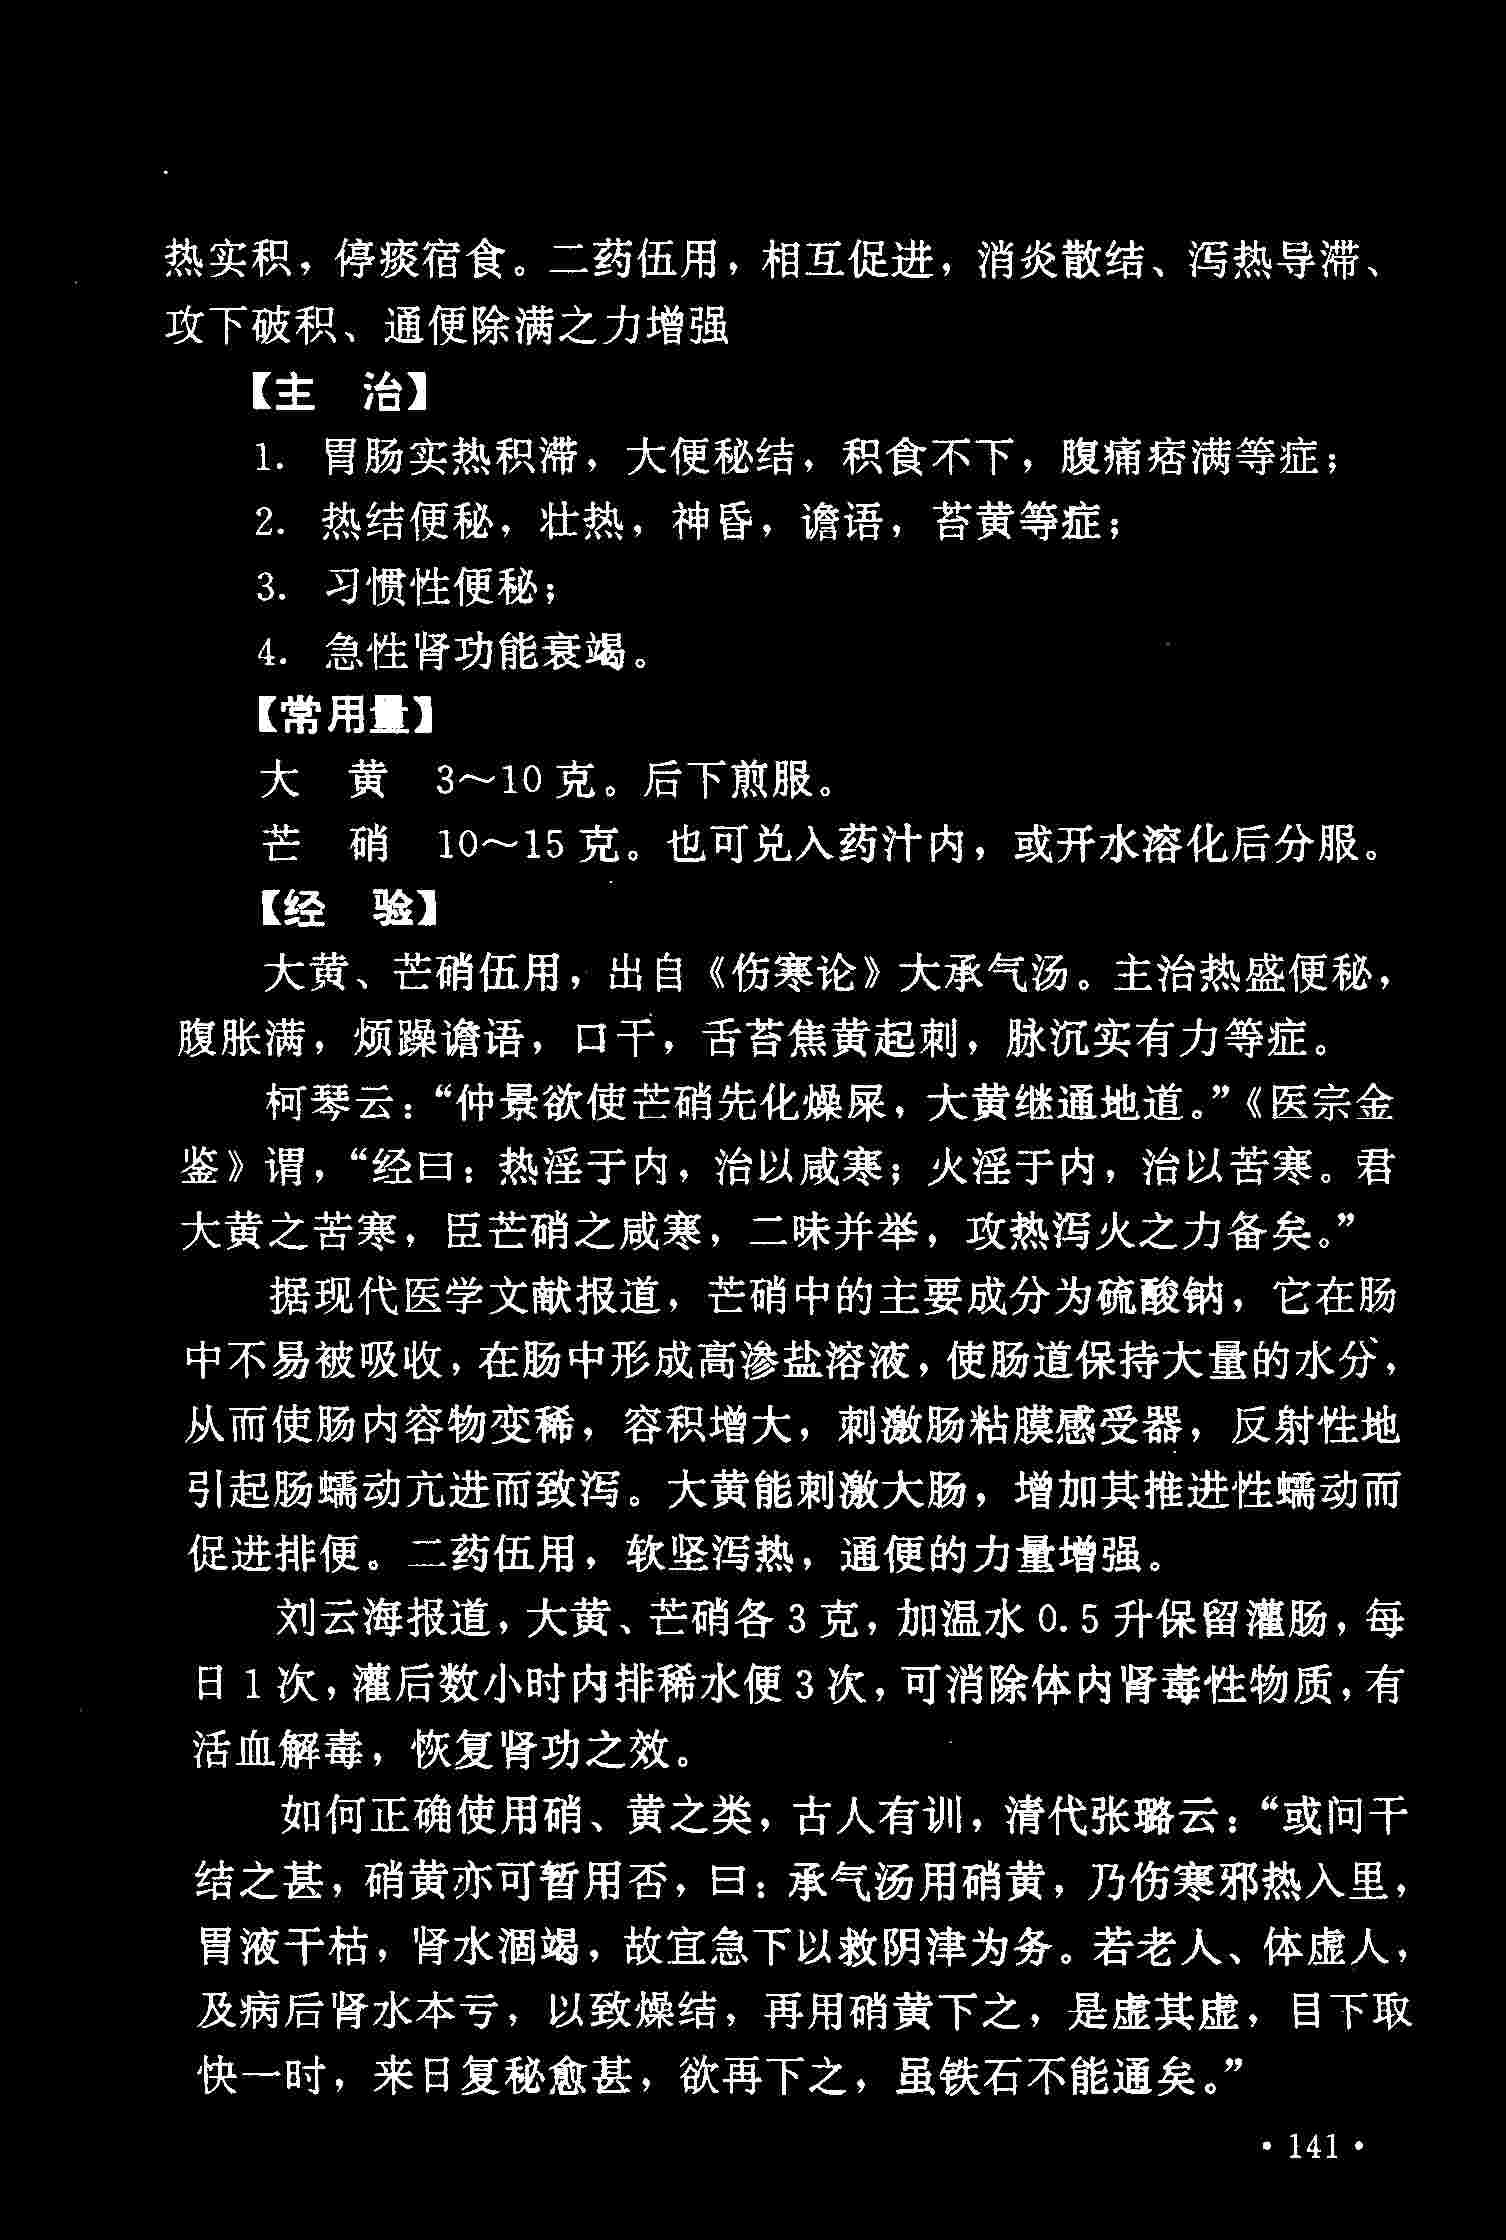 热实积，停痰宿食。二药伍用，相互促进，消炎散结、泻热导滞、
攻下破积、通便除满之力增强
【主　治】
1. 胃肠实热积滞，大便秘结，积食不下，腹痛痞满等症；
2. 热结便秘，壮热，神昏，谵语，苔黄等症；
3. 习惯性便秘；
4. 急性肾功能衰竭。
【常用量】
大　黄　3～10 克。后下煎服。
芒　硝　10～15 克。也可兑入药汁内，或开水溶化后分服。
【经　验】
大黄、芒硝伍用，出自《伤寒论》大承气汤。主治热盛便秘，
腹胀满，烦躁谵语，口干，舌苔焦黄起刺，脉沉实有力等症。
柯琴云：“仲景欲使芒硝先化燥屎，大黄继通地道。”《医宗金
鉴》谓，“经曰：热淫于内，治以咸寒；火淫于内，治以苦寒。君
大黄之苦寒，臣芒硝之咸寒，二味并举，攻热泻火之力备矣。”
据现代医学文献报道，芒硝中的主要成分为硫酸钠，它在肠
中不易被吸收，在肠中形成高渗盐溶液，使肠道保持大量的水分，
从而使肠内容物变稀，容积增大，刺激肠粘膜感受器，反射性地
引起肠蠕动亢进而致泻。大黄能刺激大肠，增加其推进性蠕动而
促进排便。二药伍用，软坚泻热，通便的力量增强。
刘云海报道，大黄、芒硝各 3 克，加温水 0.5 升保留灌肠，每
日 1 次，灌后数小时内排稀水便 3 次，可消除体内肾毒性物质，有
活血解毒，恢复肾功之效。
如何正确使用硝、黄之类，古人有训，清代张璐云：“或问干
结之甚，硝黄亦可暂用否，曰：承气汤用硝黄，乃伤寒邪热入里，
胃液干枯，肾水涸竭，故宜急下以救阴津为务。若老人、体虚人，
及病后肾水本亏，以致燥结，再用硝黄下之，是虚其虚，目下取
快一时，来日复秘愈甚，欲再下之，虽铁石不能通矣。”
·141·